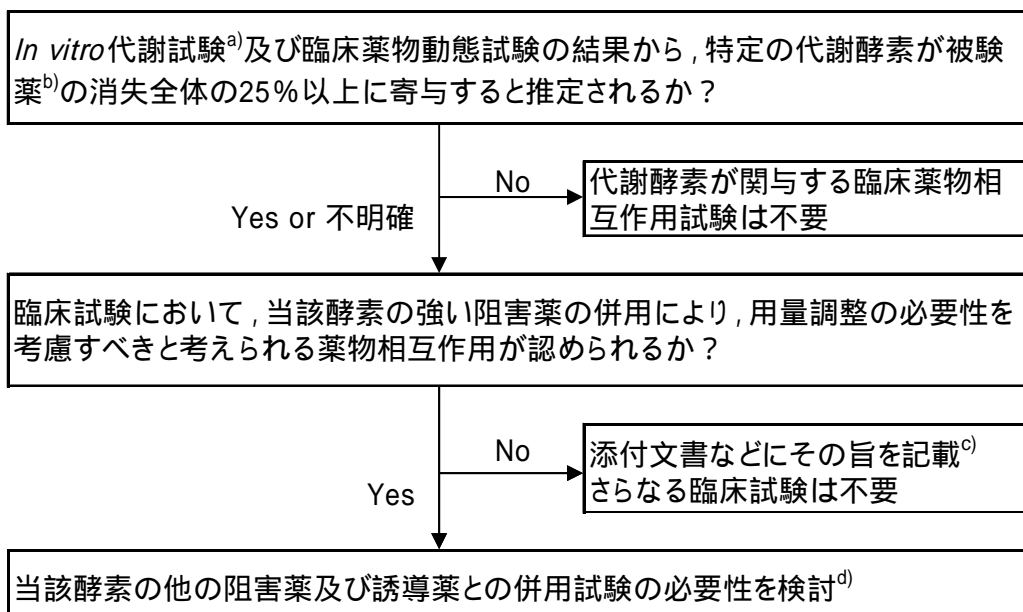 In vitro代謝試験a)及び臨床薬物動態試験の結果から,特定の代謝酵素が被験
薬b)の消失全体の25%以上に寄与すると推定されるか?
No
代謝酵素が関与する臨床薬物相
互作用試験は不要
Yes or 不明確
臨床試験において,当該酵素の強い阻害薬の併用により,用量調整の必要性を
考慮すべきと考えられる薬物相互作用が認められるか?
No
添付文書などにその旨を記載c)
さらなる臨床試験は不要
Yes
当該酵素の他の阻害薬及び誘導薬との併用試験の必要性を検討d)